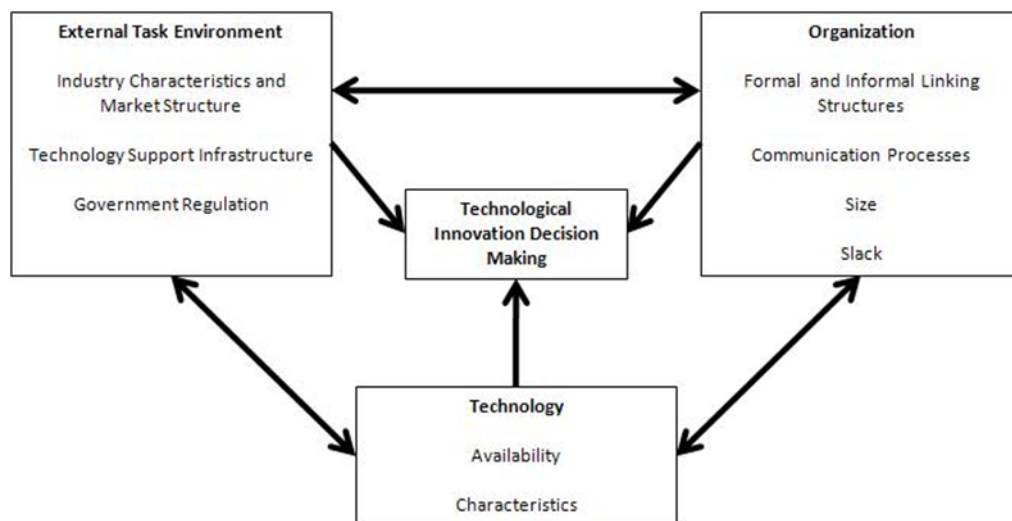 External Task Environment
Industry Characteristics and
Market Structure
Technology Support Infrastructure
Government Regulation
Organization
Formal and Informal Linking
Structures
Communication Processes
Size
Slack
Technological
Innovation Decision
Making
Technology
Availability
Characteristics